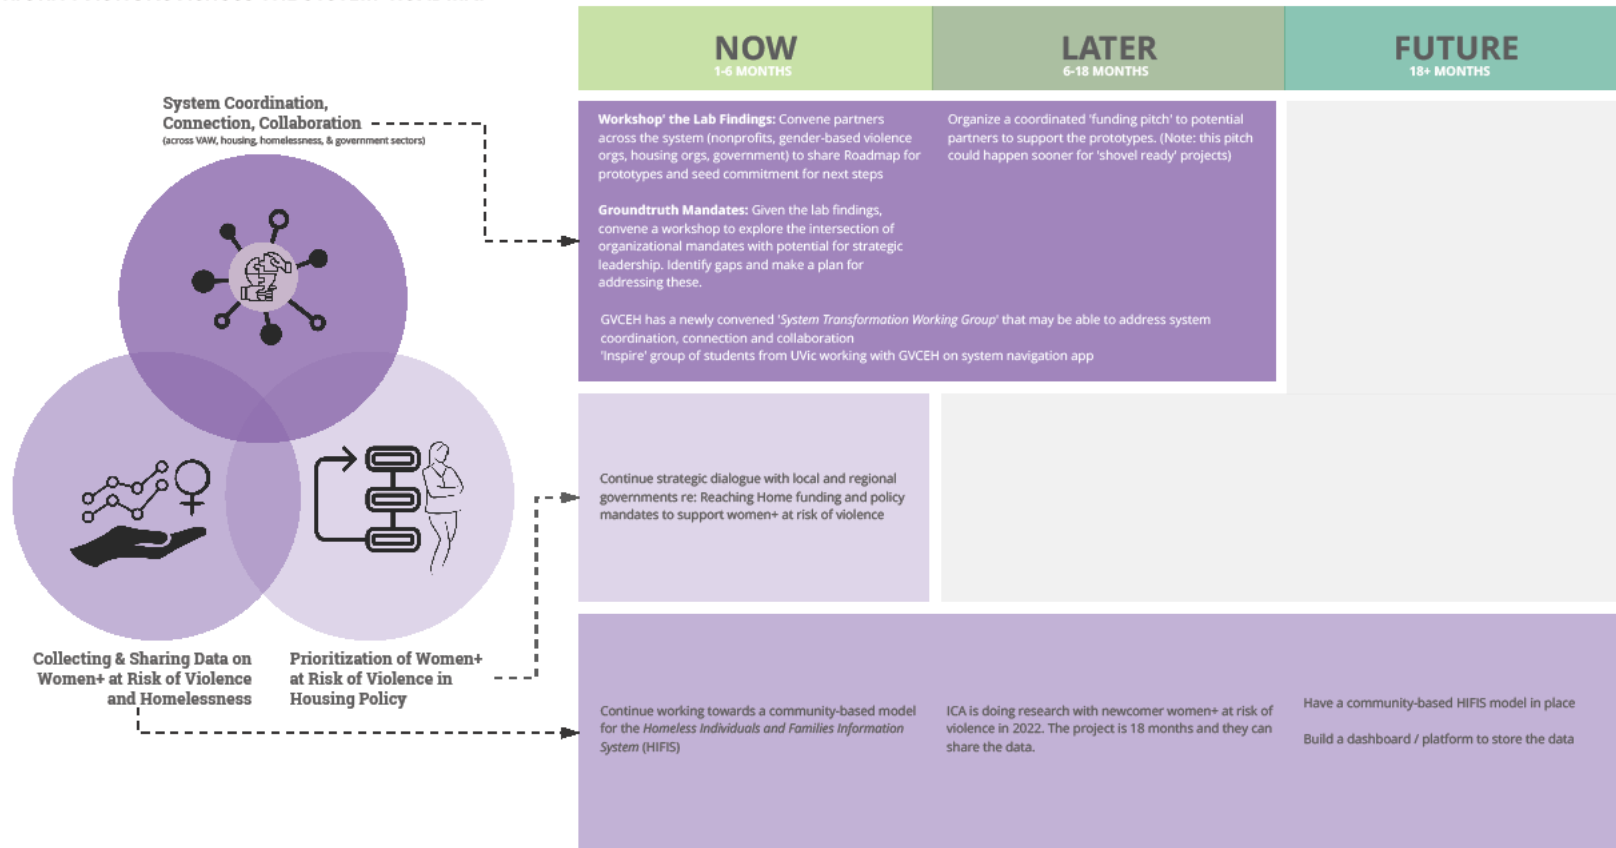 NOW
1-6 MONTHS
LATER
6-18 MONTHS
FUTURE
18+ MONTHS
System Coordination,
Connection, Collaboration
(across VAW, housing, homelessness, & government sectors)
Workshop' the Lab Findings: Convene partners
across the system (nonprofits, gender-based violence
orgs, housing orgs, government) to share Roadmap for
prototypes and seed commitment for next steps
Groundtruth Mandates: Given the lab findings,
convene a workshop to explore the intersection of
organizational mandates with potential for strategic
leadership. Identify gaps and make a plan for
addressing these.
Organize a coordinated 'funding pitch' to potential
partners to support the prototypes. (Note: this pitch
could happen sooner for 'shovel ready' projects)
GVCEH has a newly convened 'System Transformation Working Group' that may be able to address system
coordination, connection and collaboration
'Inspire' group of students from UVic working with GVCEH on system navigation app
Continue strategic dialogue with local and regional
governments re: Reaching Home funding and policy
mandates to support women+ at risk of violence
Collecting & Sharing Data on
Women+ at Risk of Violence
and Homelessness
Prioritization of Women+
at Risk of Violence in
Housing Policy
Continue working towards a community-based model
for the Homeless Individuals and Families Information
System (HIFIS)
ICA is doing research with newcomer women+ at risk of
violence in 2022. The project is 18 months and they can
share the data.
Have a community-based HIFIS model in place
Build a dashboard / platform to store the data